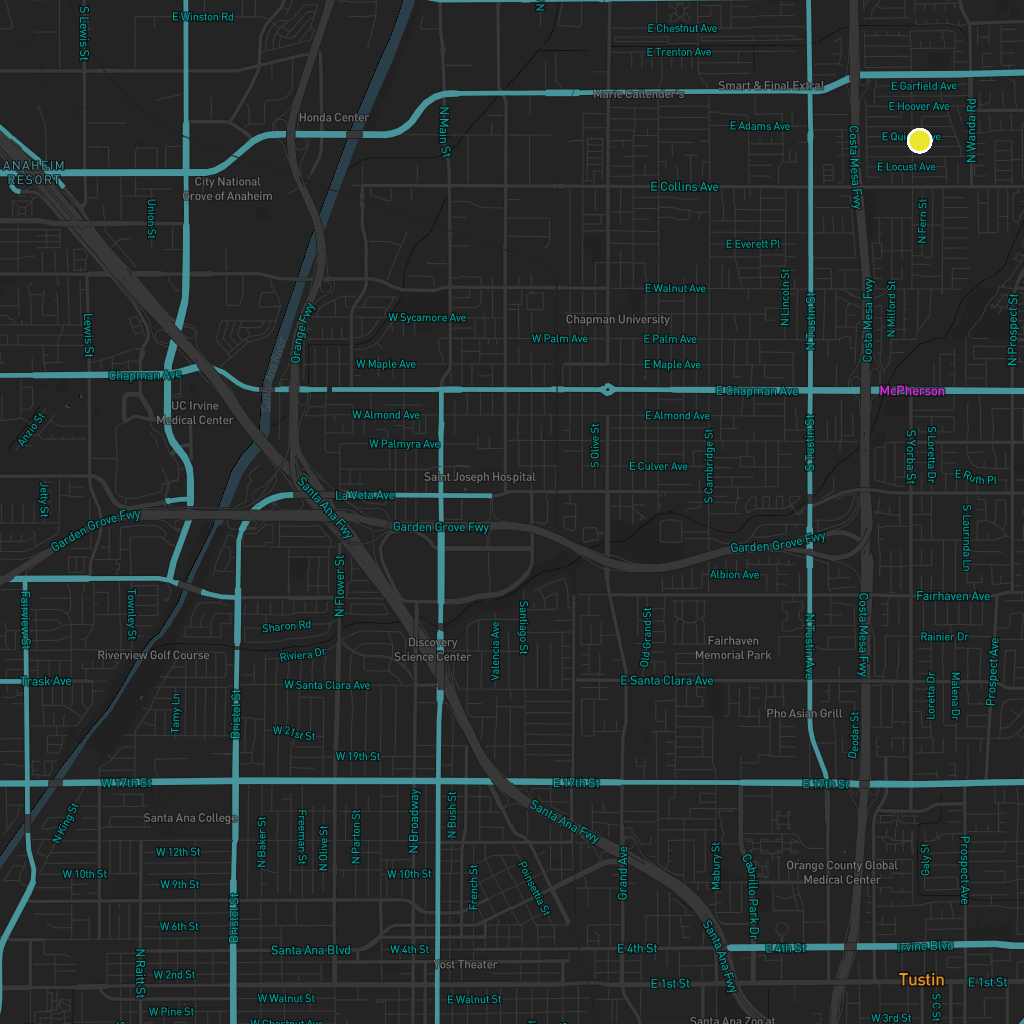 E Winston Rd
S Lewis St
N
E Chestnut Ave
E Trenton Ave
Smart & Final Extra!
Marie Callender's
E Garfield Ave
E Hoover Ave
Honda Center
N Main St
E Adams Ave
Costa Mesa Fwy
N Wanda Rd
E Locust Ave
ANAHEIM
RESORT
City National
Grove of Anaheim
E Collins Ave
Union St
N Fern St
E Everett Pl
E Walnut Ave
N Lincoln St
Costa Mesa Fwy
N Milford St
Lewis St
Orange Fwy
W Sycamore Ave
Chapman University
N Tustin St
N Prospect St
W Palm Ave
E Palm Ave
W Maple Ave
E Maple Ave
Chapman Ave
E Chapman Ave
McPherson
UC Irvine
Medical Center
W Almond Ave
E Almond Ave
Anzio St
W Palmyra Ave
S Olive St
S Cambridge St
S Tustin St
S Yorba St
S Loretta Dr
E Culver Ave
E Ruth Pl
Saint Joseph Hospital
Jetty St
LaVeta Ave
Santa Ana Fwy
Garden Grove Fwy
Garden Grove Fwy
Garden Grove Fwy
S Laurinda Ln
Albion Ave
N Flower St
Fairview St
Townley St
Fairhaven Ave
Sharon Rd
Santiago St
Valencia Ave
Old Grand St
N Tustin Ave
Costa Mesa Fwy
Rainier Dr
Riverview Golf Course
Riviera Dr
Discovery
Science Center
Fairhaven
Memorial Park
Prospect Ave
Trask Ave
W Santa Clara Ave
E Santa Clara Ave
Loretta Dr
Malena Dr
Tamy Ln
Bristol St
W 21st St
Pho Asian Grill
Deodar St
W 19th St
W 17th St
E 17th St
E 17th St
N King St
Santa Ana College
N Baker St
Freeman St
N Olive St
N Parton St
N Broadway
N Bush St
Santa Ana Fwy
W 12th St
W 10th St
W 9th St
W 10th St
French St
Poinsettia St
Grand Ave
Mabury St
Cabrillo Park Dr
Orange County Global
Medical Center
Galy St
Prospect Ave
Bristol St
W 6th St
Santa Ana Blvd
W 4th St
E 4th St
Santa Ana Fwy
E 4th St
Irvine Blvd
N Raitt St
W 2nd St
Yost Theater
E 1st St
Tustin
E 1st St
W Walnut St
E Walnut St
W Pine St
W Chestnut Ave
Santa Ana Zoo at
W 3rd St
S C St